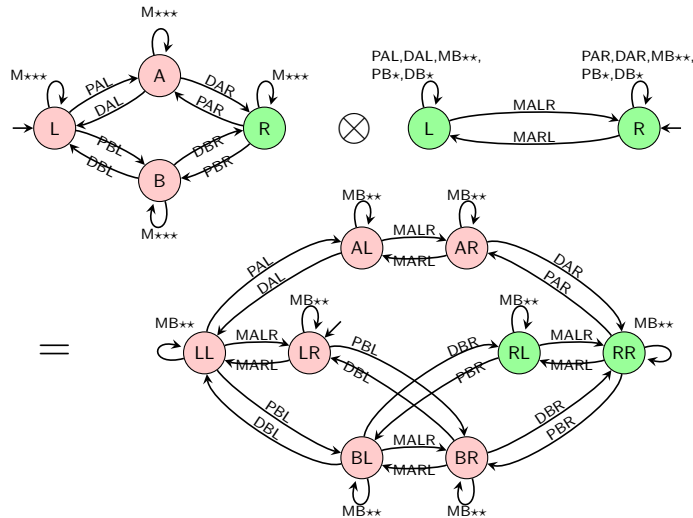 M⋆⋆⋆
M⋆⋆⋆
A
M⋆⋆⋆
PAL
DAL
DAR
PAR
L
R
PBL
DBL
DBR
PBR
B
M⋆⋆⋆
⊗
PAL,DAL,MB⋆⋆,
PB⋆,DB⋆
PAR,DAR,MB⋆⋆,
PB⋆,DB⋆
MALR
L
R
MARL
=
MB⋆⋆
MB⋆⋆
AL
MALR
AR
MARL
PAL
DAL
DAR
PAR
MB⋆⋆
MB⋆⋆
MB⋆⋆
MB⋆⋆
LL
MALR
LR
MARL
PBL
DBL
DBR
PBR
RL
MALR
RR
MARL
PBL
DBL
DBR
PBR
BL
MALR
BR
MARL
MB⋆⋆
MB⋆⋆